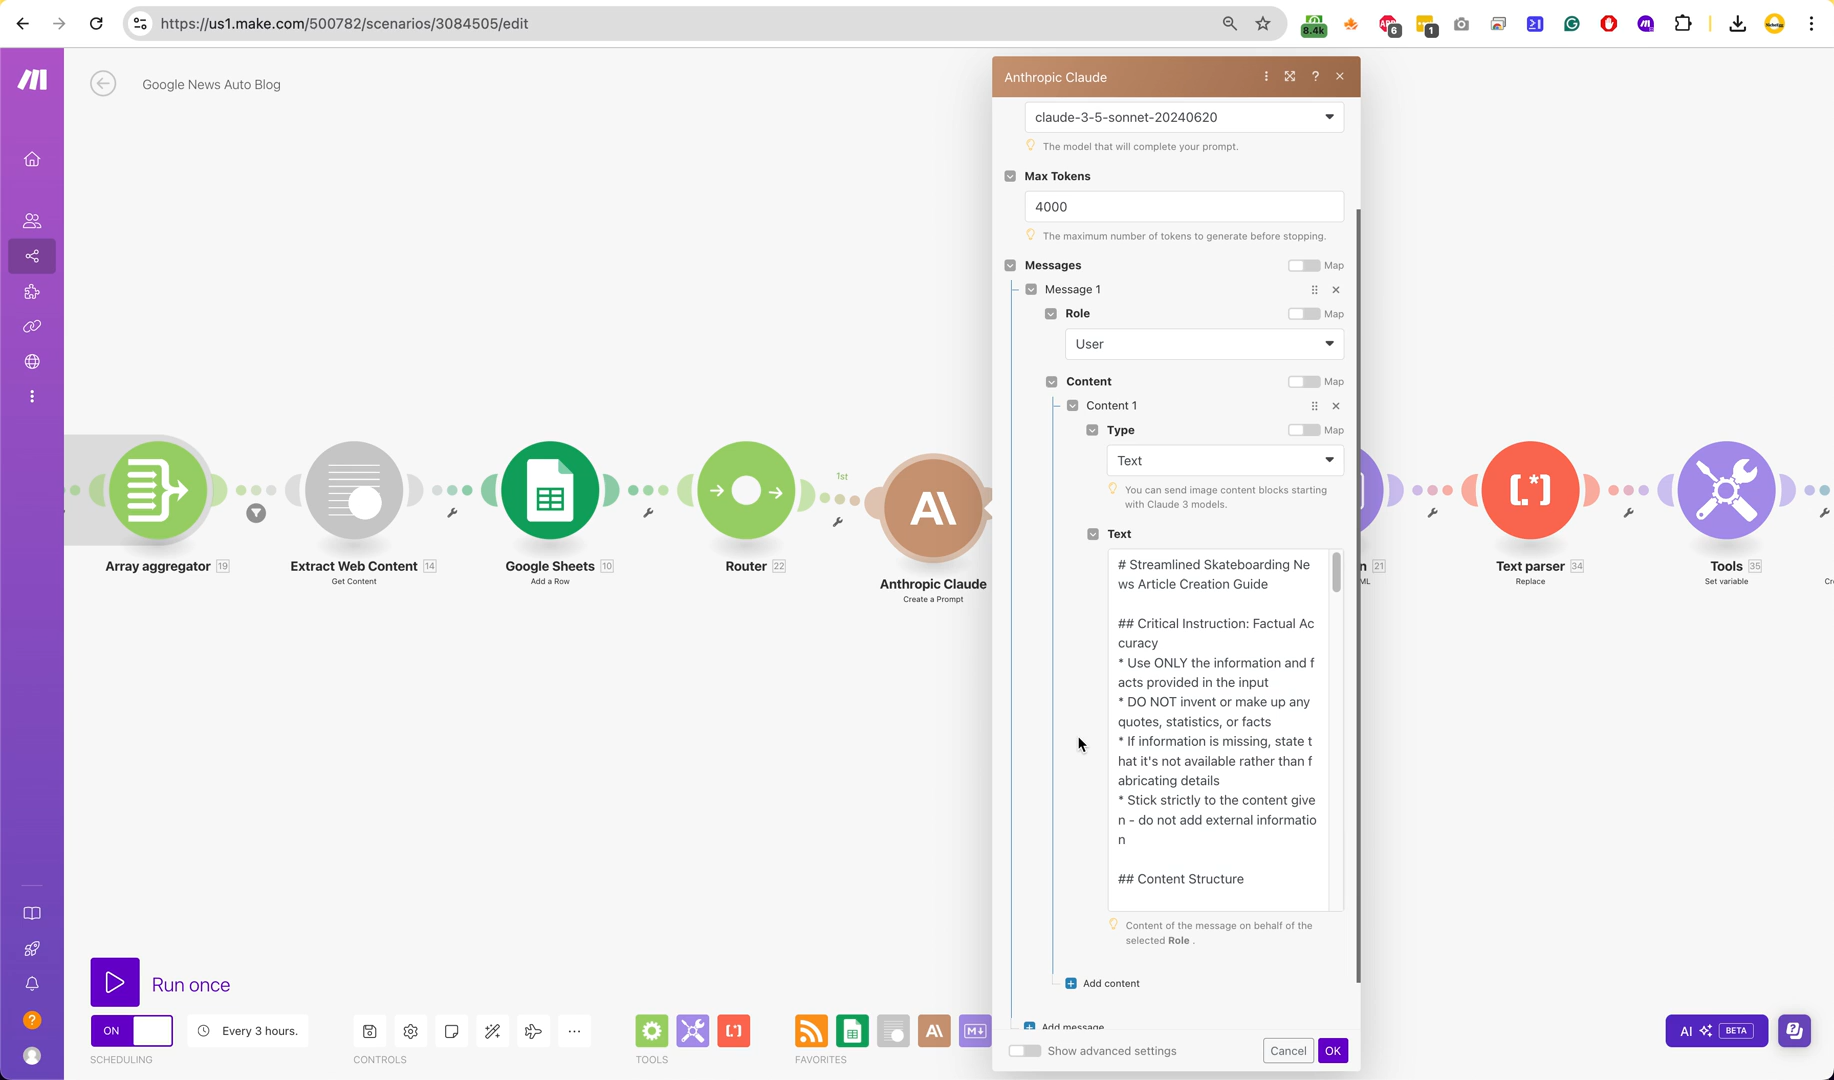 https://us1.make.com/500782/scenarios/3084505/edit
8.4k
6
1
Google News Auto Blog
Anthropic Claude
claude-3-5-sonnet-20240620
The model that will complete your prompt.
Max Tokens
4000
The maximum number of tokens to generate before stopping.
Messages
Map
Message 1
Role
Map
User
Content
Map
Content 1
Type
Map
Text
You can send image content blocks starting
with Claude 3 models.
Text
# Streamlined Skateboarding Ne
ws Article Creation Guide
## Critical Instruction: Factual Ac
curacy
* Use ONLY the information and f
acts provided in the input
* DO NOT invent or make up any
quotes, statistics, or facts
* If information is missing, state t
hat it's not available rather than f
abricating details
* Stick strictly to the content give
n - do not add external informatio
n
## Content Structure
Content of the message on behalf of the
selected Role .
Add content
Add message
Show advanced settings
Cancel
OK
1st
Array aggregator 19
Extract Web Content 14
Get Content
Google Sheets 10
Add a Row
Router 22
Anthropic Claude
Create a Prompt
n 21
ML
Text parser 34
Replace
Tools 35
Set variable
Cr
Run once
ON
Every 3 hours.
SCHEDULING
CONTROLS
TOOLS
FAVORITES
AI
BETA